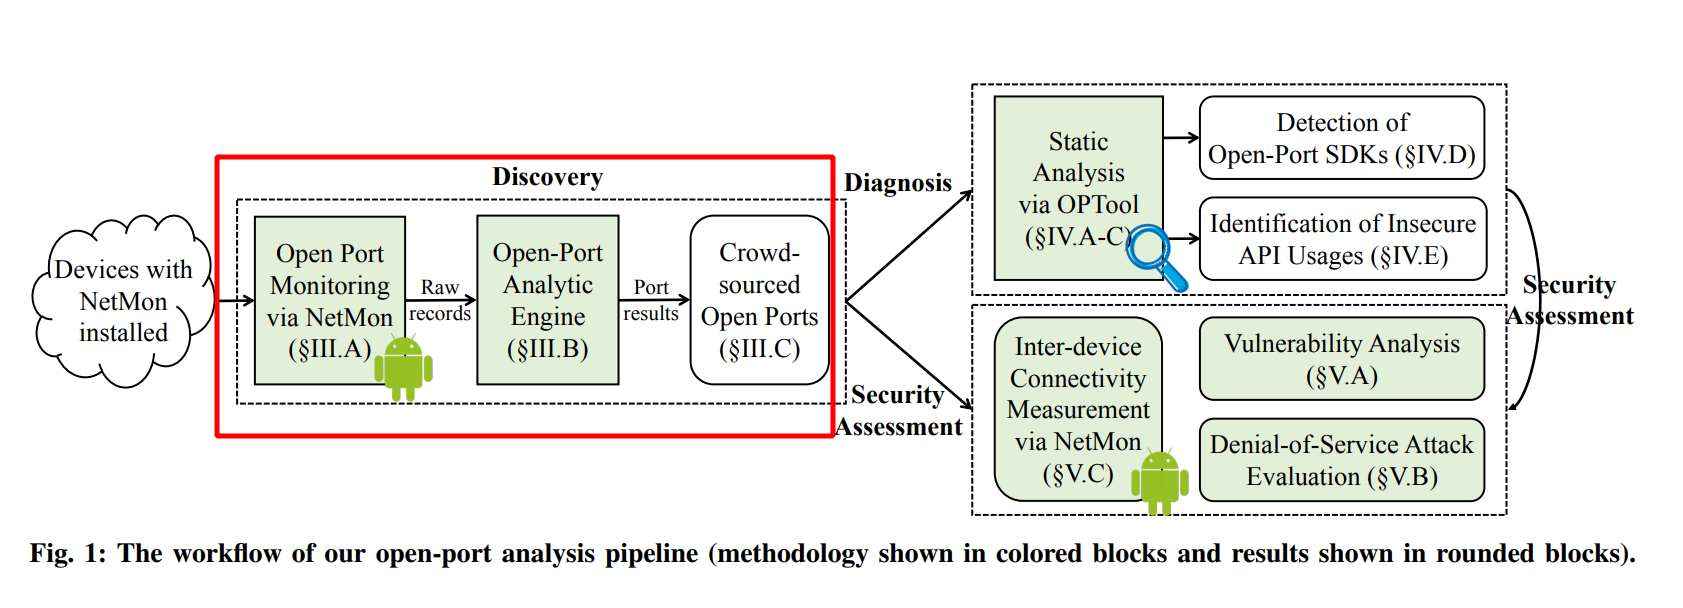 Devices with
NetMon
installed
Discovery
Open Port
Monitoring
via NetMon
(§III.A)
Raw
records
Open-Port
Analytic
Engine
(§III.B)
Port
results
Crowd-
sourced
Open Ports
(§III.C)
Diagnosis
Security
Assessment
Static
Analysis
via OPTool
(§IV.A-C)
Detection of
Open-Port SDKs (§IV.D)
Identification of Insecure
API Usages (§IV.E)
Security
Assessment
Inter-device
Connectivity
Measurement
via NetMon
(§V.C)
Vulnerability Analysis
(§V.A)
Denial-of-Service Attack
Evaluation (§V.B)
Fig. 1: The workflow of our open-port analysis pipeline (methodology shown in colored blocks and results shown in rounded blocks).